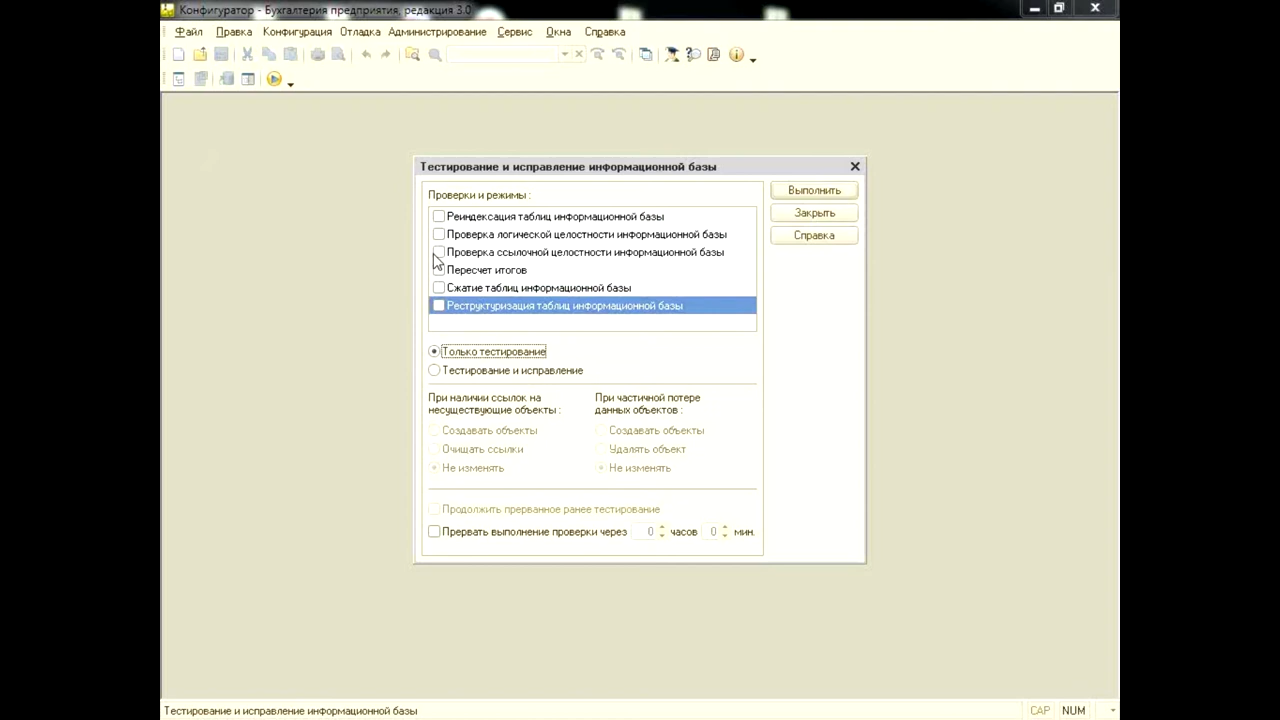 Конфигуратор - Бухгалтерия предприятия, редакция 3.0
Файл Правка Конфигурация Отладка Администрирование Сервис Окна Справка
Тестирование и исправление информационной базы
Проверки и режимы :
Выполнить
Закрыть
Справка
Реиндексация таблиц информационной базы
Проверка логической целостности информационной базы
Проверка ссылочной целостности информационной базы
Пересчет итогов
Сжатие таблиц информационной базы
Реструктуризация таблиц информационной базы
Только тестирование
Тестирование и исправление
При наличии ссылок на
несуществующие объекты :
Создавать объекты
Очищать ссылки
Не изменять
При частичной потере
данных объектов :
Создавать объекты
Удалять объект
Не изменять
Продолжить прерванное ранее тестирование
Прервать выполнение проверки через 0 часов 0 мин.
Тестирование и исправление информационной базы CAP NUM